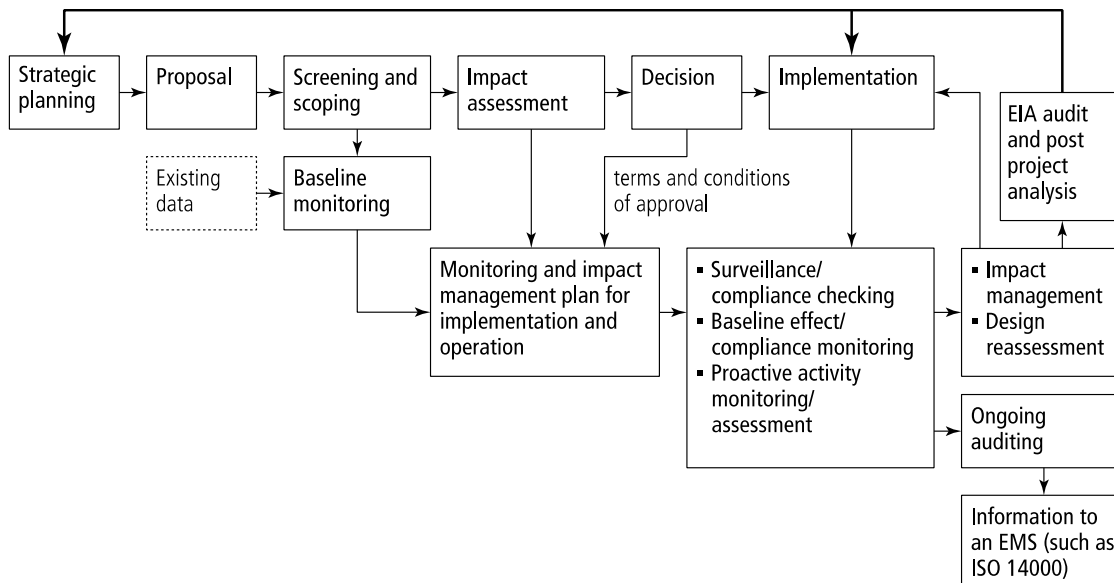 Strategic
planning
Proposal
Screening and
scoping
Impact
assessment
Decision
Implementation
EIA audit
and post
project
analysis
Existing
data
Baseline
monitoring
terms and conditions
of approval
Monitoring and impact
management plan for
implementation and
operation
▪ Surveillance/
compliance checking
▪ Baseline effect/
compliance monitoring
▪ Proactive activity
monitoring/
assessment
▪ Impact
management
▪ Design
reassessment
Ongoing
auditing
Information to
an EMS (such as
ISO 14000)